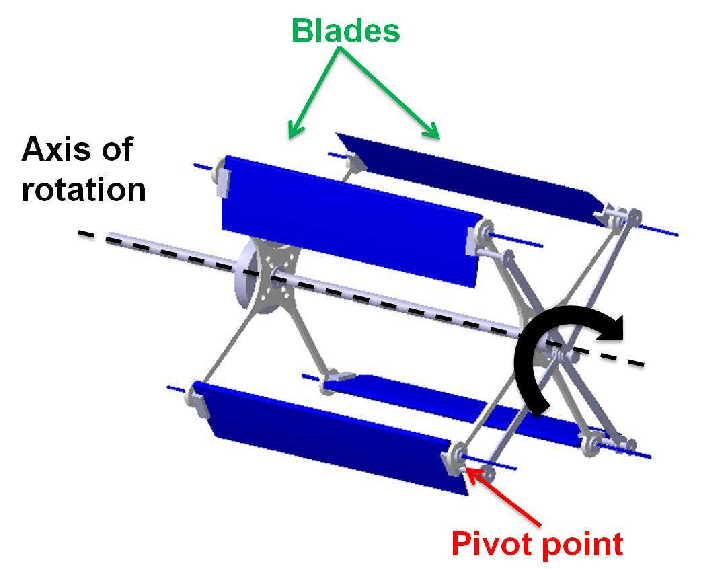 Blades
Axis of
rotation
Pivot point